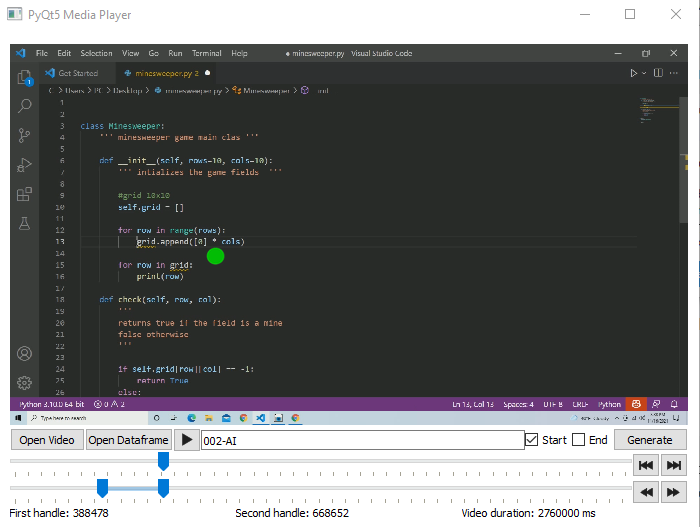 PyQt5 Media Player
File Edit Selection View Go Run Terminal Help ● minesweeper.py - Visual Studio Code
Get Started minesweeper.py 2 ●
C: > Users > PC > Desktop > minesweeper.py > Minesweeper >
1
2
3 class Minesweeper:
4 ''' minesweeper game main clas '''
5
6 def __init__(self, rows=10, cols=10):
7 ''' intializes the game fields '''
8
9 #grid 10x10
10 self.grid = []
11
12 for row in range(rows):
13 grid.append([0] * cols)
14
15 for row in grid:
16 print(row)
17
18 def check(self, row, col):
19 '''
20 returns true if the field is a mine
21 false otherwise
22 '''
23
24 if self.grid[row][col] == -1:
25 return True
26 else:
Python 3.10.0 64-bit 0 2 Ln 13, Col 13 Spaces: 4 UTF-8 CRLF Python
Type here to search
Open Video Open Dataframe 002-AI Start End Generate
First handle: 388478 Second handle: 668652 Video duration: 2760000 ms